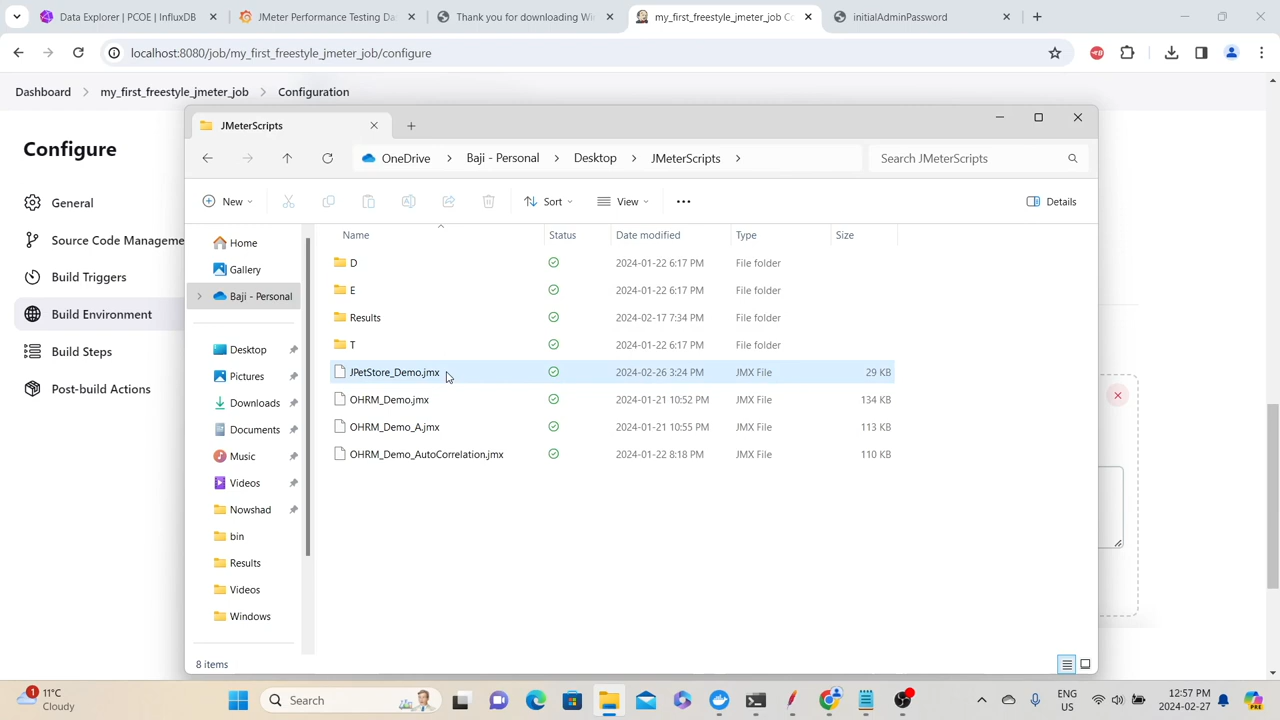 Data Explorer | PCOE | InfluxDB
JMeter Performance Testing Da
Thank you for downloading Wi
my_first_freestyle_jmeter_job Co
initialAdminPassword
localhost:8080/job/my_first_freestyle_jmeter_job/configure
Dashboard > my_first_freestyle_jmeter_job > Configuration
Configure
General
Source Code Manageme
Build Triggers
Build Environment
Build Steps
Post-build Actions
JMeterScripts
OneDrive > Baji - Personal > Desktop > JMeterScripts >
Search JMeterScripts
New
Sort
View
Details
Home
Gallery
Baji - Personal
Desktop
Pictures
Downloads
Documents
Music
Videos
Nowshad
bin
Results
Videos
Windows
Name Status Date modified Type Size
D 2024-01-22 6:17 PM File folder
E 2024-01-22 6:17 PM File folder
Results 2024-02-17 7:34 PM File folder
T 2024-01-22 6:17 PM File folder
JPetStore_Demo.jmx 2024-02-26 3:24 PM JMX File 29 KB
OHRM_Demo.jmx 2024-01-21 10:52 PM JMX File 134 KB
OHRM_Demo_A.jmx 2024-01-21 10:55 PM JMX File 113 KB
OHRM_Demo_AutoCorrelation.jmx 2024-01-22 8:18 PM JMX File 110 KB
8 items
1
11°C
Cloudy
Search
ENG
US
12:57 PM
2024-02-27
PRE